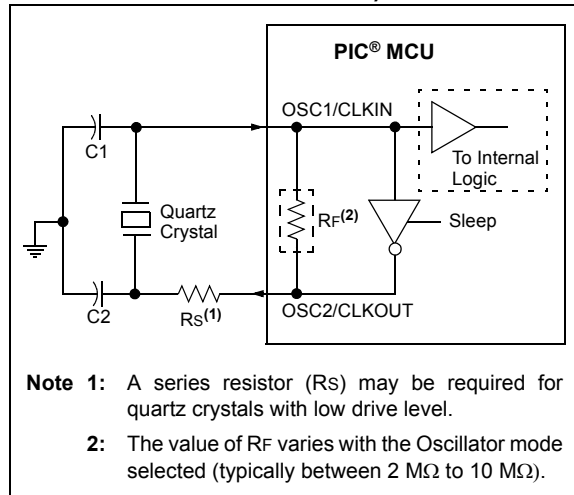 PIC® MCU
OSC1/CLKIN
C1
To Internal
Logic
Quartz
Crystal
RF(2)
Sleep
C2
RS(1)
OSC2/CLKOUT
Note 1: A series resistor (RS) may be required for
quartz crystals with low drive level.
2: The value of RF varies with the Oscillator mode
selected (typically between 2 MΩ to 10 MΩ).